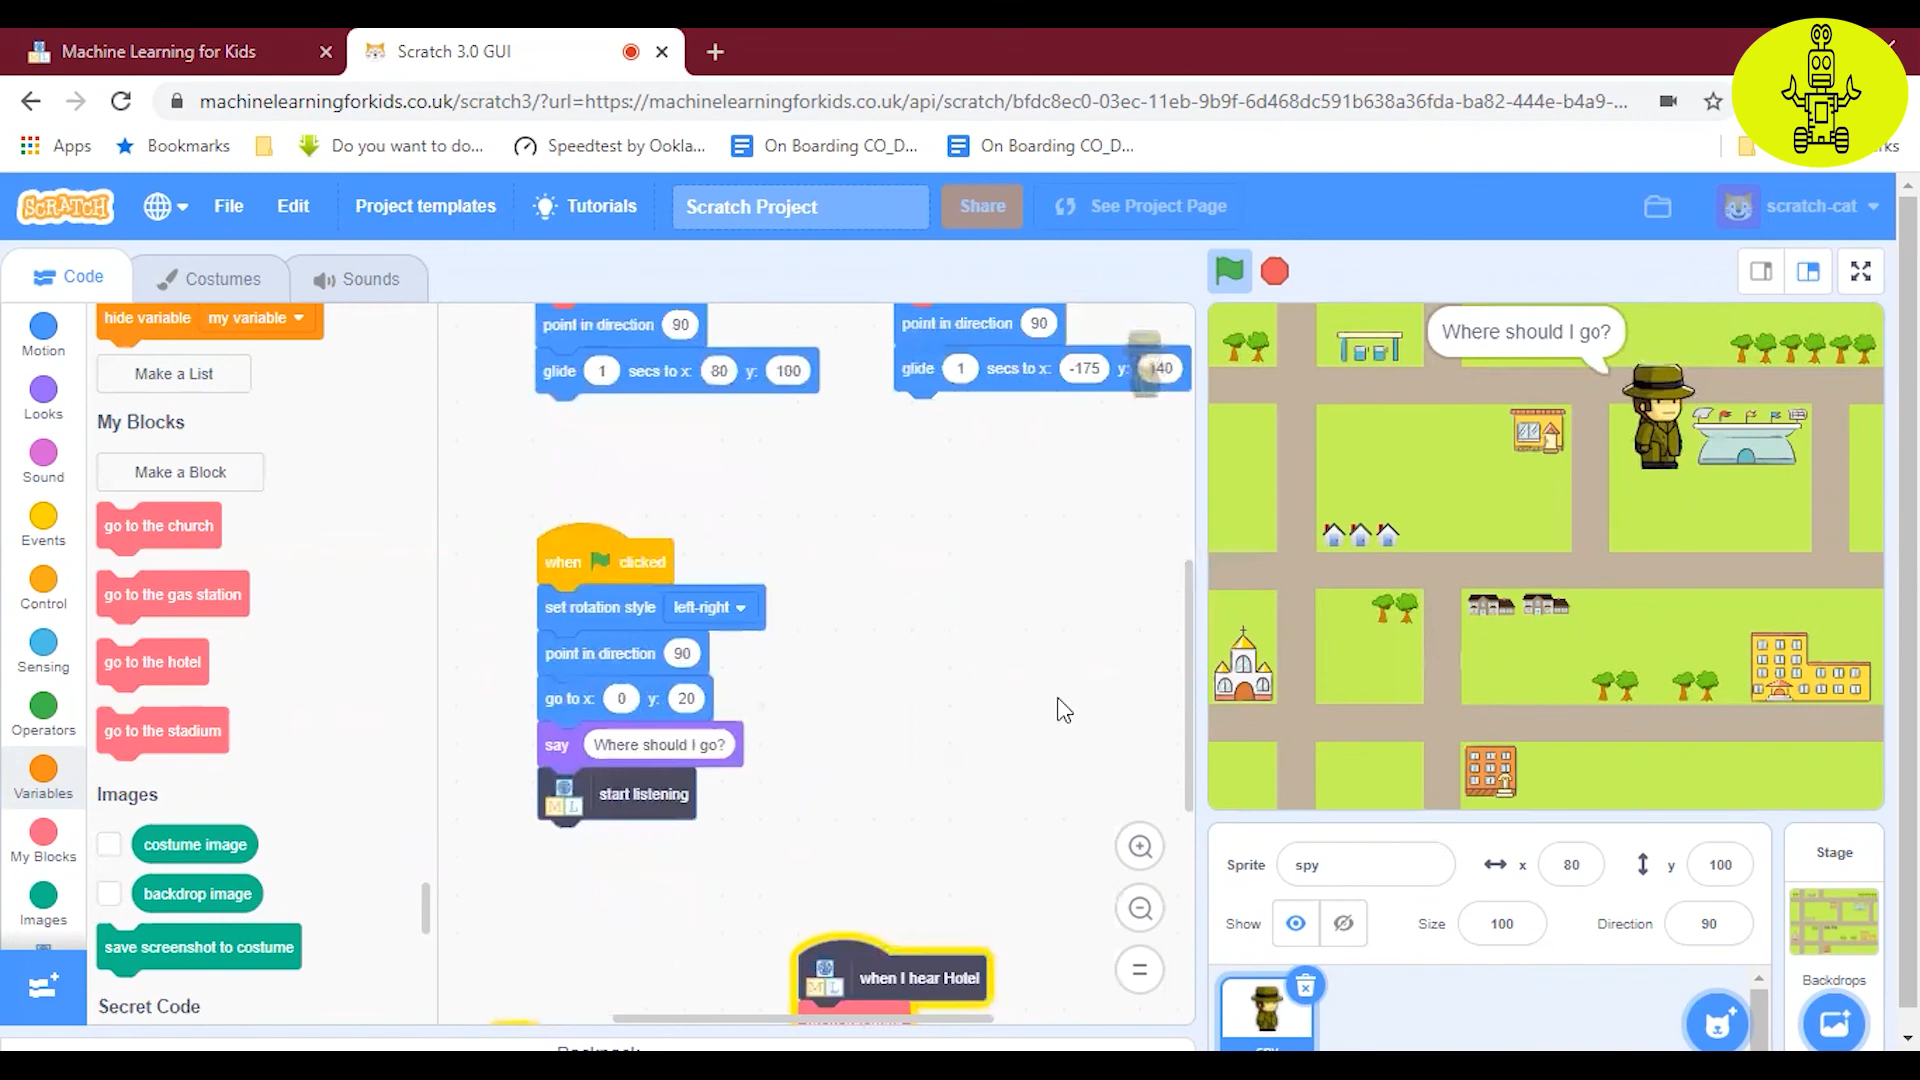 Machine Learning for Kids
Scratch 3.0 GUI
machinelearningforkids.co.uk/scratch3/?url=https://machinelearningforkids.co.uk/api/scratch/bfdc8ec0-03ec-11eb-9b9f-6d468dc591b638a36fda-ba82-444e-b4a9-...
Apps
Bookmarks
Do you want to do...
Speedtest by Ookla...
On Boarding CO_D...
On Boarding CO_D...
SCRATCH
File
Edit
Project templates
Tutorials
Scratch Project
Share
See Project Page
scratch-cat
Code
Costumes
Sounds
Motion
Looks
Sound
Events
Control
Sensing
Operators
Variables
My Blocks
Images
hide variable my variable
Make a List
My Blocks
Make a Block
go to the church
go to the gas station
go to the hotel
go to the stadium
Images
costume image
backdrop image
save screenshot to costume
Secret Code
point in direction 90
glide 1 secs to x: 80 y: 100
point in direction 90
glide 1 secs to x: -175 y: 140
when clicked
set rotation style left-right
point in direction 90
go to x: 0 y: 20
say Where should I go?
ML start listening
ML when I hear Hotel
Where should I go?
Sprite spy x 80 y 100
Show Size 100 Direction 90
Stage
Backdrops